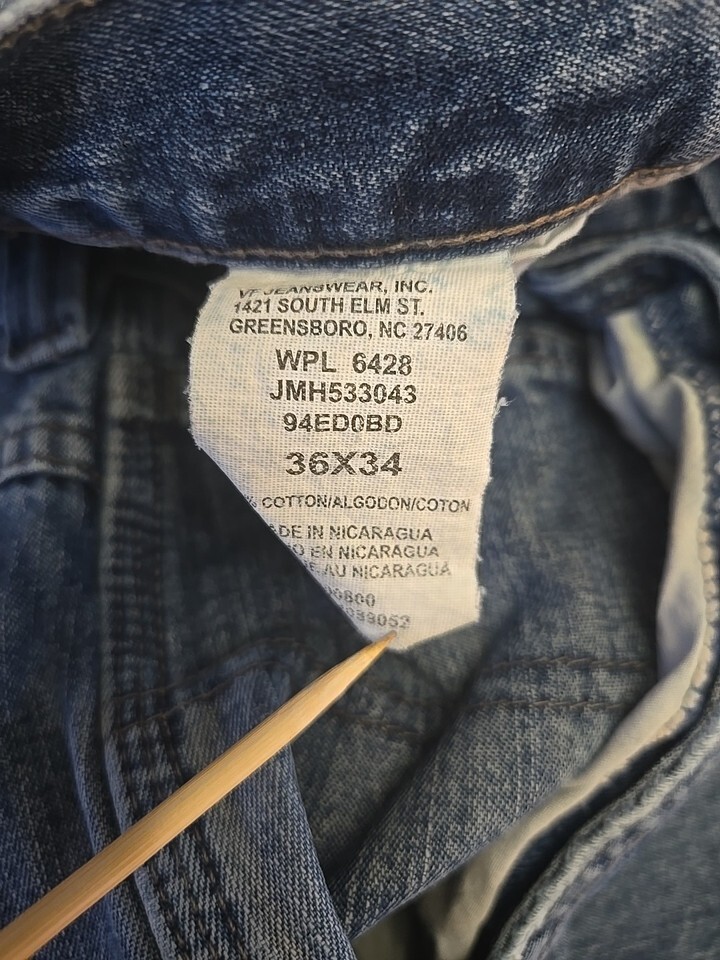 VF JEANSWEAR, INC.
1421 SOUTH ELM ST.
GREENSBORO, NC 27406
WPL 6428
JMH533043
94ED0BD
36X34
% COTTON/ALGODON/COTON
ADE IN NICARAGUA
EN NICARAGUA
AU NICARAGUA